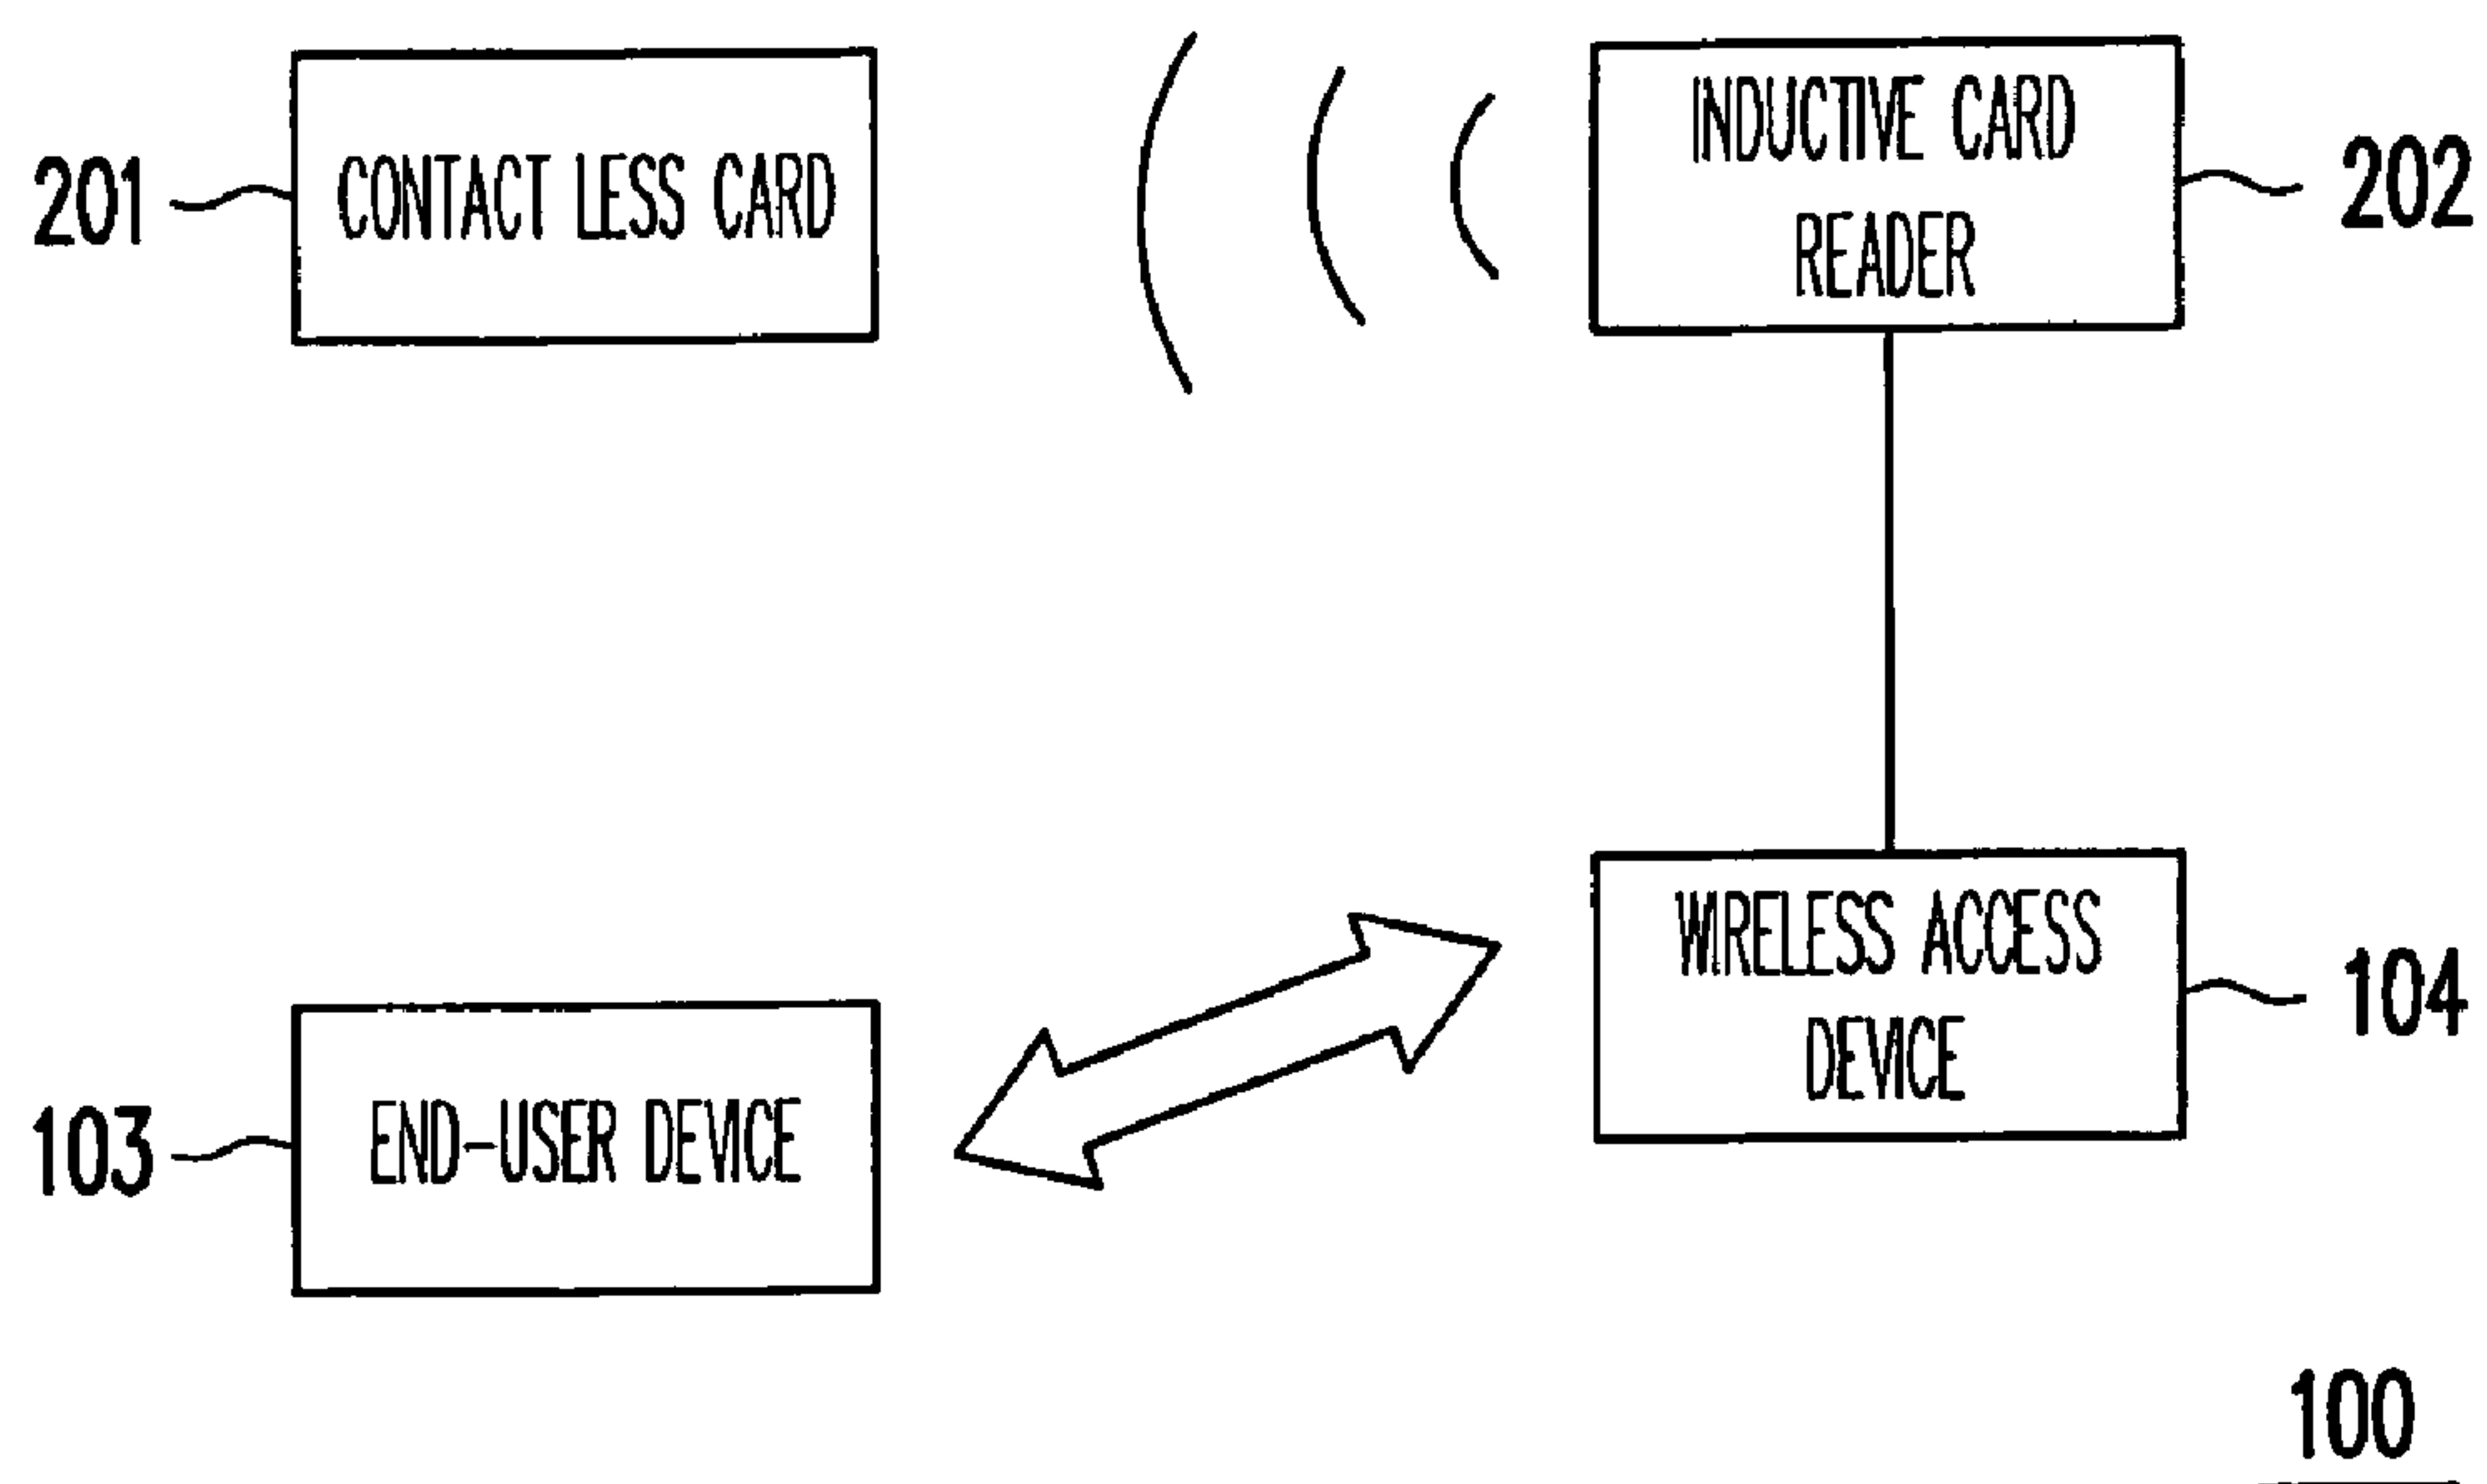 201
CONTACT LESS CARD
INDUCTIVE CARD
READER
202
WIRELESS ACCESS
DEVICE
104
103
END-USER DEVICE
100